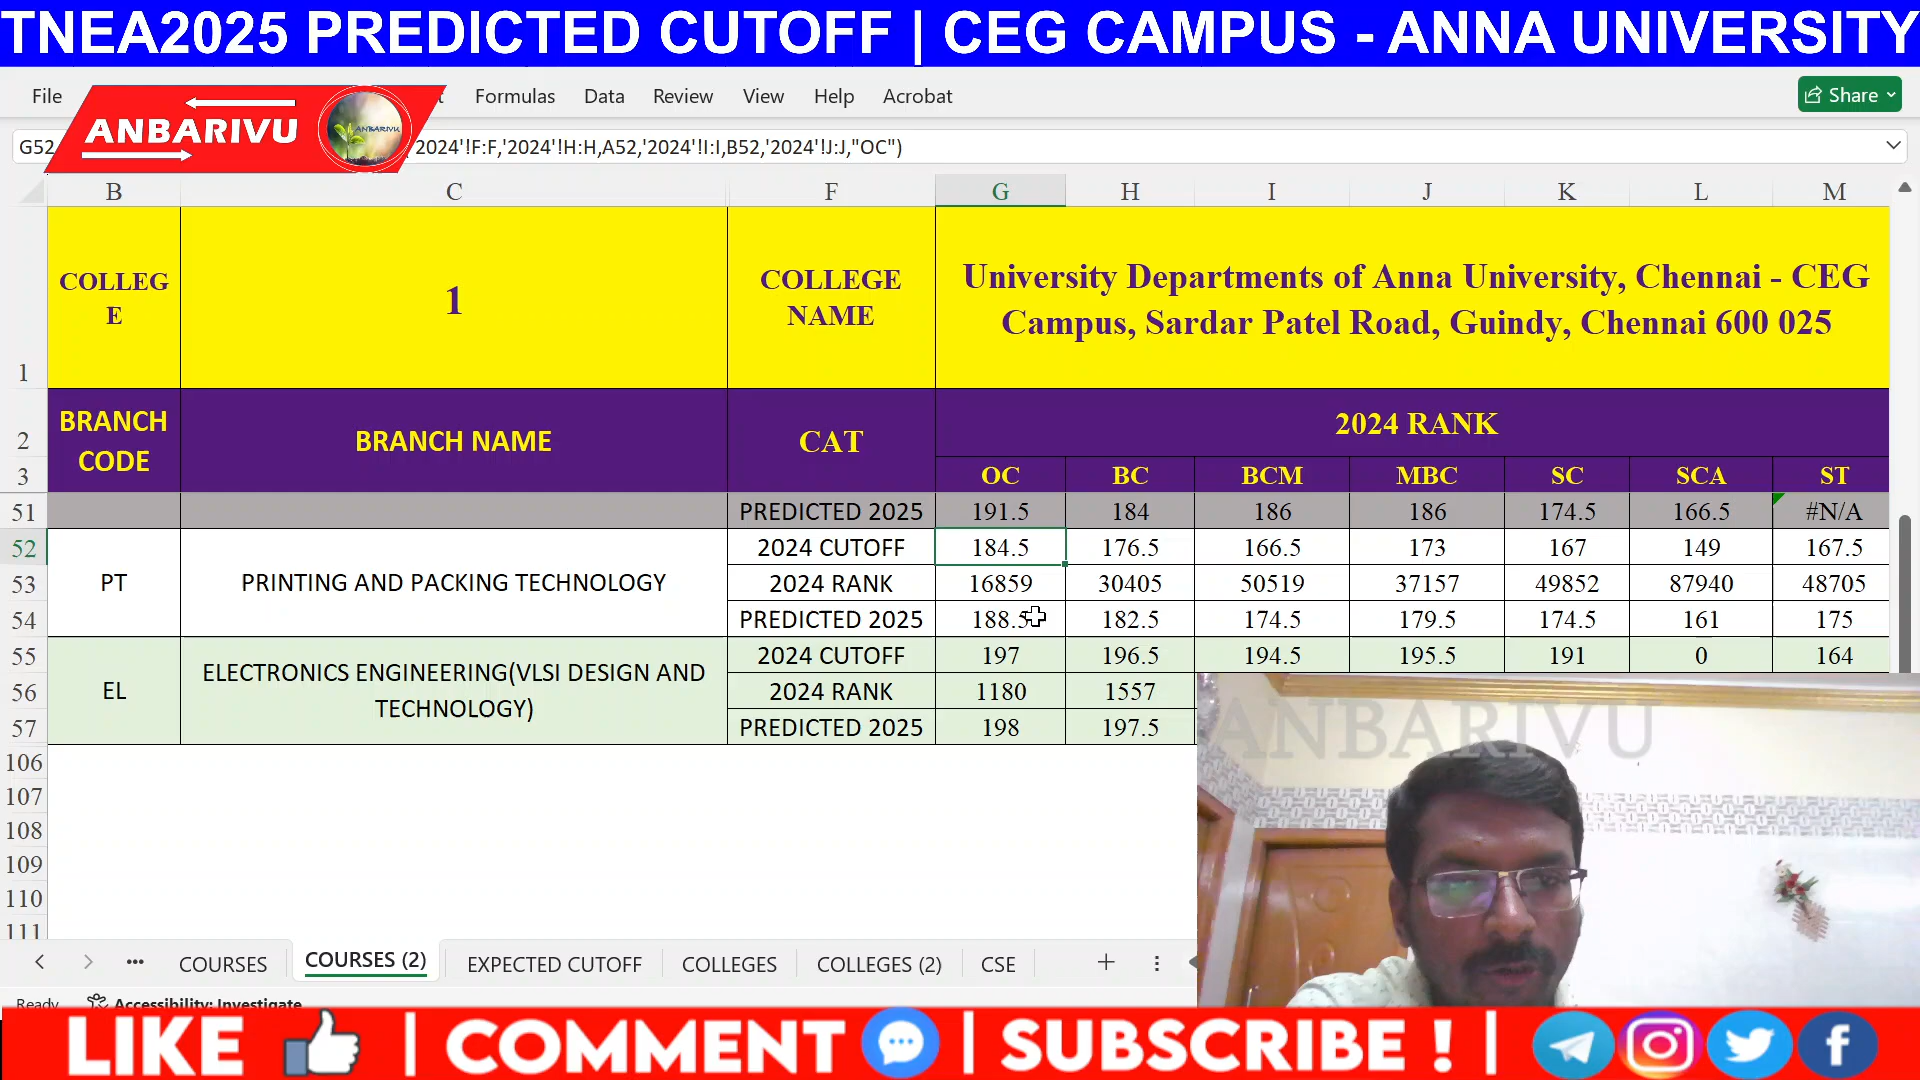 TNEA2025 PREDICTED CUTOFF | CEG CAMPUS - ANNA UNIVERSITY
File Formulas Data Review View Help Acrobat Share
ANBARIVU
ANBARIVU
G52 2024'!F:F,'2024'!H:H,A52,'2024'!I:I,B52,'2024'!J:J,"OC")
B C F G H I J K L M
1 COLLEG
E 1 COLLEGE
NAME University Departments of Anna University, Chennai - CEG
Campus, Sardar Patel Road, Guindy, Chennai 600 025
2 BRANCH
CODE BRANCH NAME CAT 2024 RANK
3 OC BC BCM MBC SC SCA ST
51 PREDICTED 2025 191.5 184 186 186 174.5 166.5 #N/A
52 2024 CUTOFF 184.5 176.5 166.5 173 167 149 167.5
53 PT PRINTING AND PACKING TECHNOLOGY 2024 RANK 16859 30405 50519 37157 49852 87940 48705
54 PREDICTED 2025 188.5 182.5 174.5 179.5 174.5 161 175
55 2024 CUTOFF 197 196.5 194.5 195.5 191 0 164
56 EL ELECTRONICS ENGINEERING(VLSI DESIGN AND
TECHNOLOGY) 2024 RANK 1180 1557
57 PREDICTED 2025 198 197.5
ANBARIVU
106
107
108
109
110
111
COURSES COURSES (2) EXPECTED CUTOFF COLLEGES COLLEGES (2) CSE
Ready Accessibility: Investigate
LIKE | COMMENT | SUBSCRIBE ! |